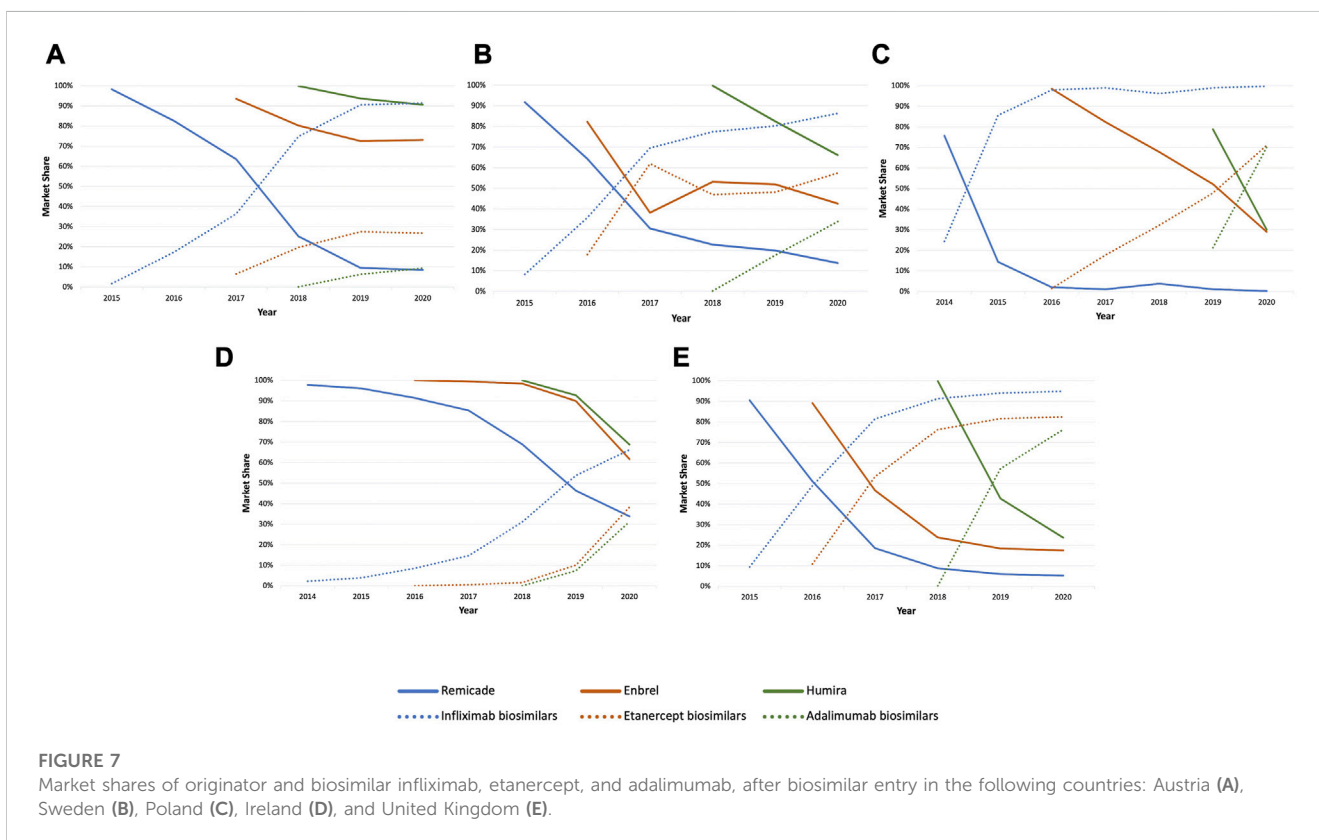 A
100%
90%
80%
70%
60%
50%
40%
30%
20%
10%
0%
Market Share
2015 2016 2017 2018 2019 2020
Year
B
100%
90%
80%
70%
60%
50%
40%
30%
20%
10%
0%
Market Share
2015 2016 2017 2018 2019 2020
Year
C
100%
90%
80%
70%
60%
50%
40%
30%
20%
10%
0%
Market Share
2014 2015 2016 2017 2018 2019 2020
Year
D
100%
90%
80%
70%
60%
50%
40%
30%
20%
10%
0%
Market Share
2014 2015 2016 2017 2018 2019 2020
Year
E
100%
90%
80%
70%
60%
50%
40%
30%
20%
10%
0%
Market Share
2015 2016 2017 2018 2019 2020
Year
Remicade Enbrel Humira
Infliximab biosimilars Etanercept biosimilars Adalimumab biosimilars
FIGURE 7
Market shares of originator and biosimilar infliximab, etanercept, and adalimumab, after biosimilar entry in the following countries: Austria (A),
Sweden (B), Poland (C), Ireland (D), and United Kingdom (E).